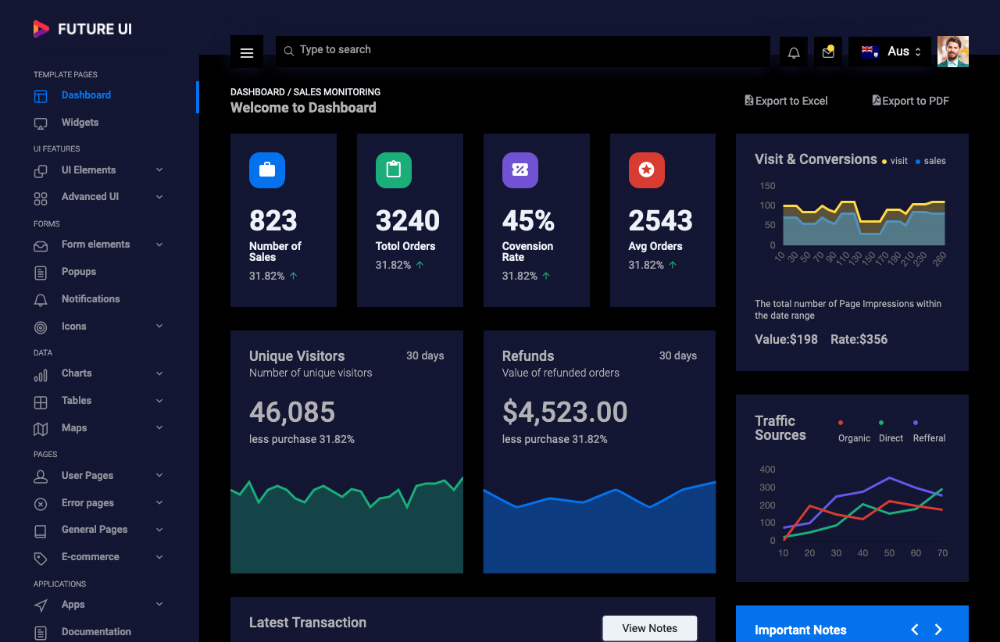 FUTURE UI
Type to search
Aus
TEMPLATE PAGES
Dashboard
Widgets
UI FEATURES
UI Elements
Advanced UI
FORMS
Form elements
Popups
Notifications
Icons
DATA
Charts
Tables
Maps
PAGES
User Pages
Error pages
General Pages
E-commerce
APPLICATIONS
Apps
Documentation
DASHBOARD / SALES MONITORING
Welcome to Dashboard
Export to Excel
Export to PDF
823
Number of
Sales
31.82%
3240
Totol Orders
31.82%
45%
Covension
Rate
31.82%
2543
Avg Orders
31.82%
Visit & Conversions
visit
sales
150
100
50
0
10 30 50 70 90 110 130 150 170 190 210 230 260
The total number of Page Impressions within
the date range
Value:$198 Rate:$356
Unique Visitors
30 days
Number of unique visitors
46,085
less purchase 31.82%
Refunds
30 days
Value of refunded orders
$4,523.00
less purchase 31.82%
Traffic
Sources
Organic Direct Refferal
400
300
200
100
0
10 20 30 40 50 60 70
Latest Transaction
View Notes
Important Notes